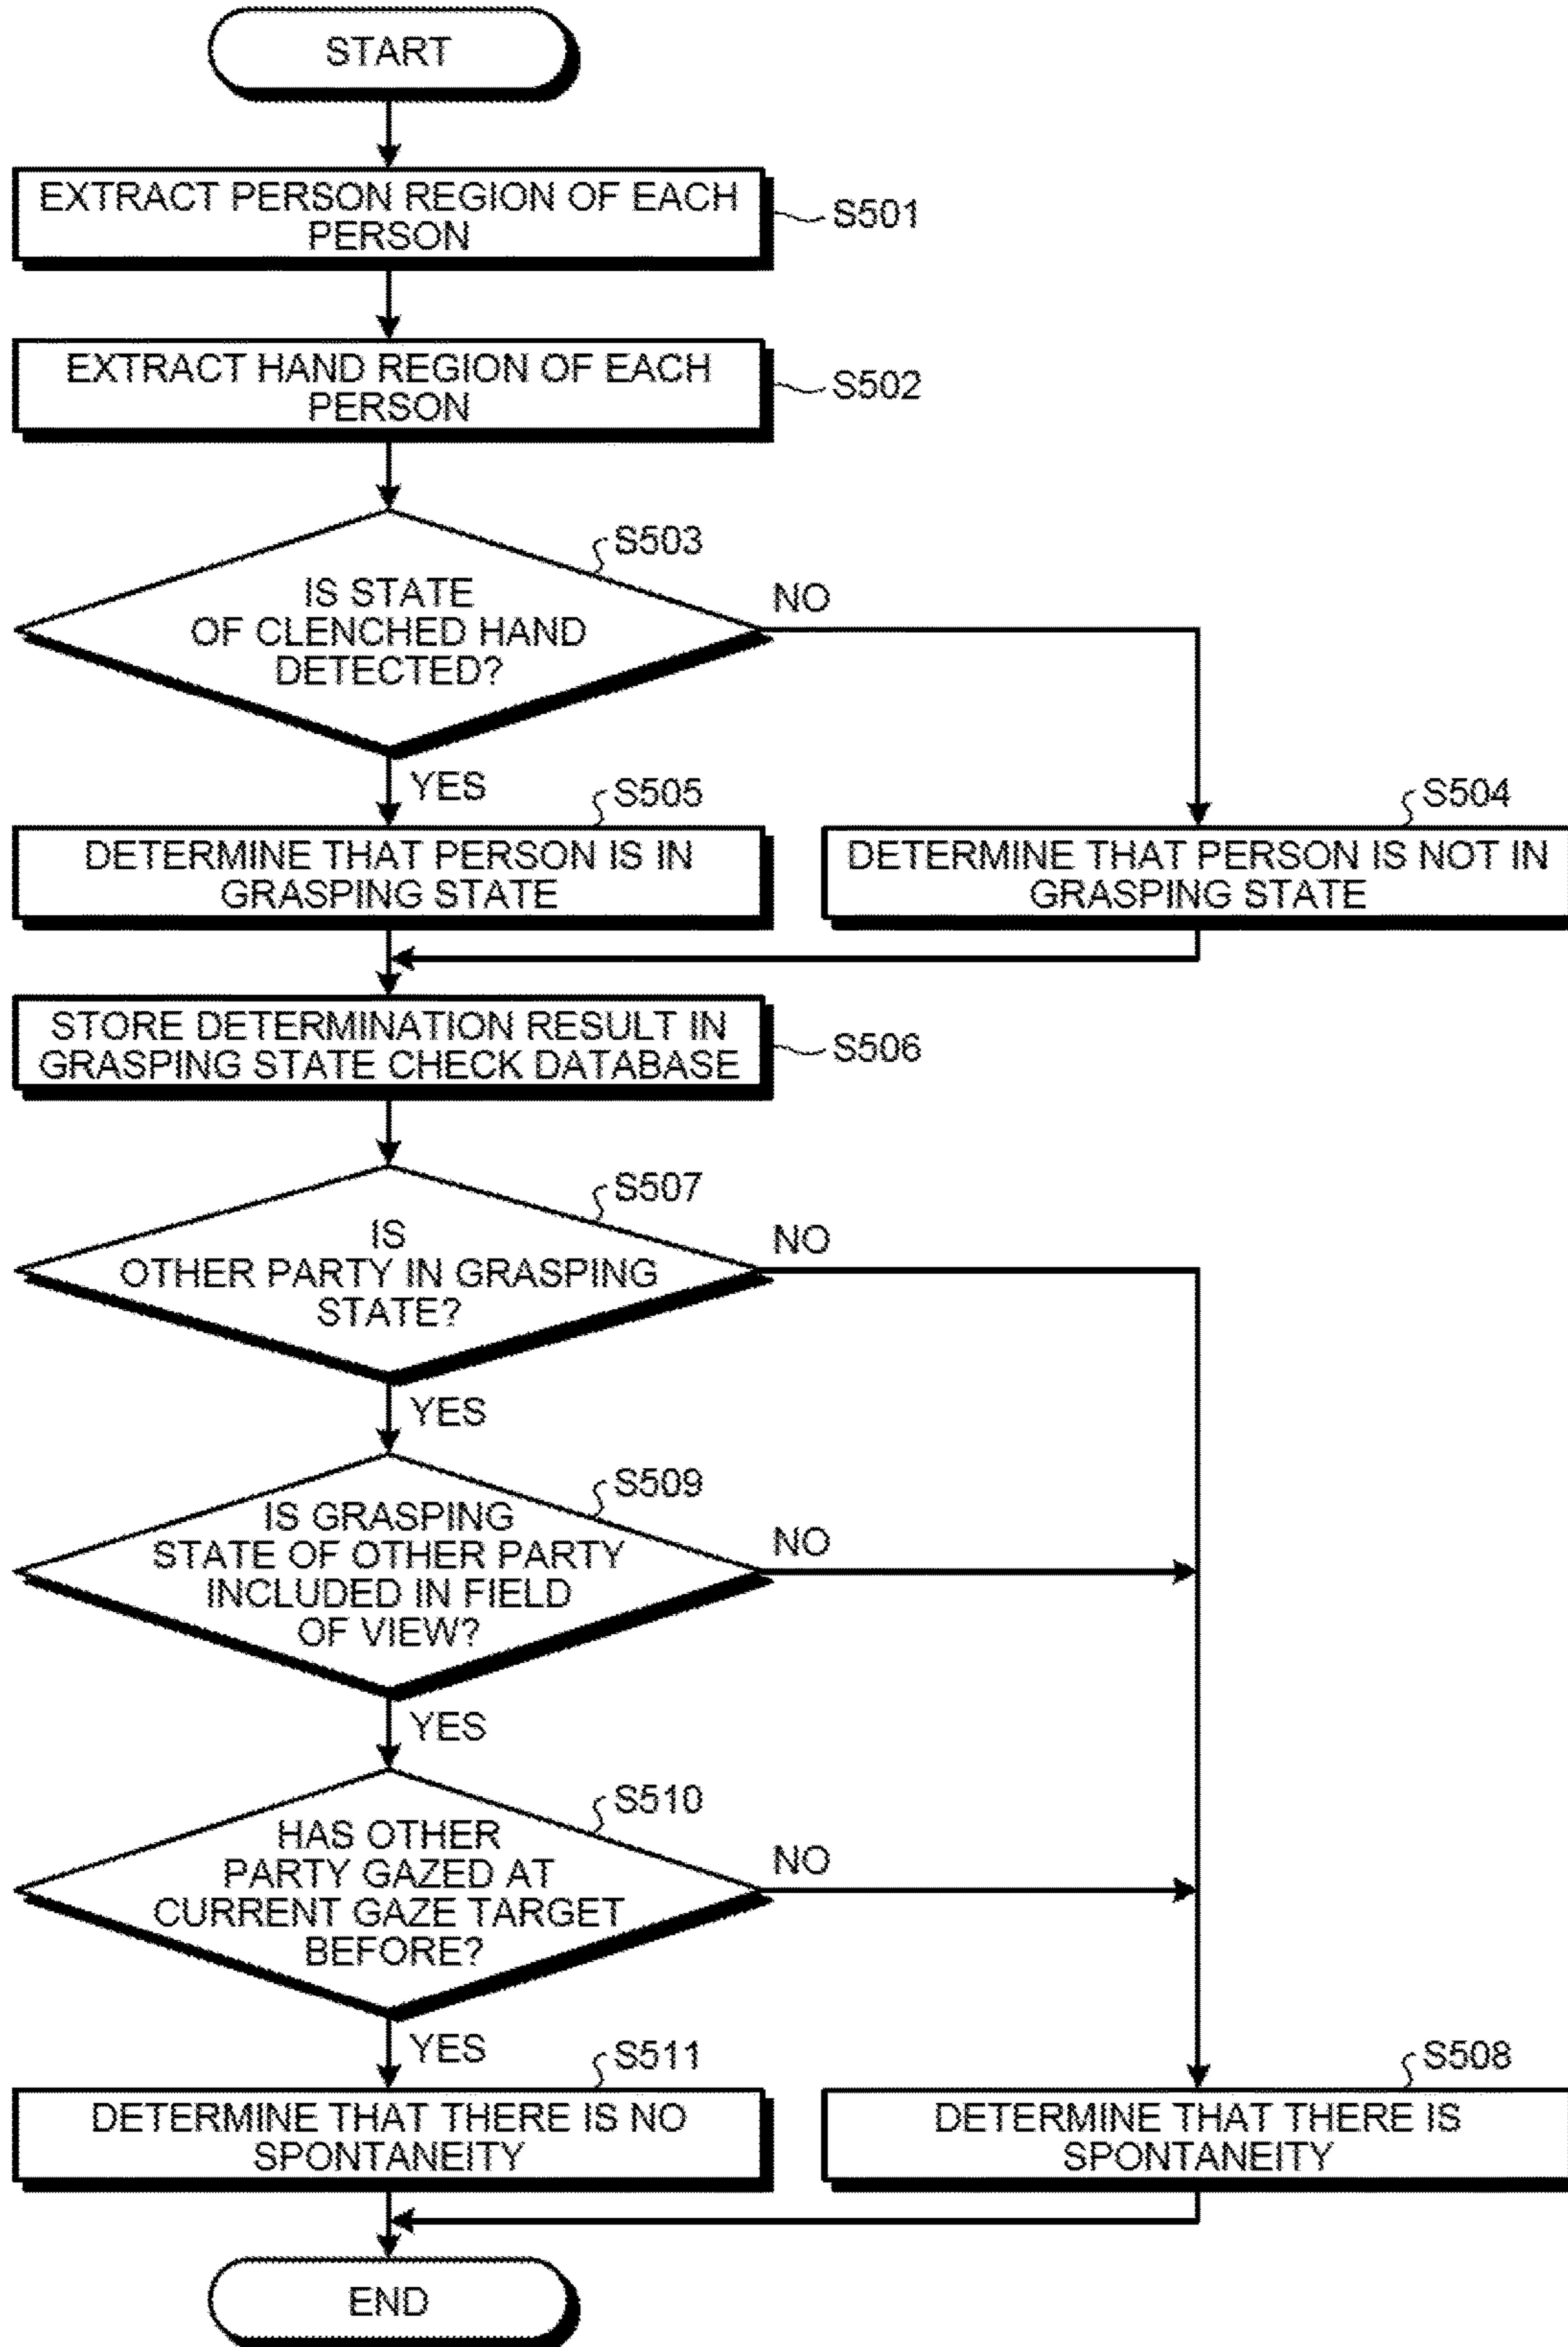 START
EXTRACT PERSON REGION OF EACH
PERSON
S501
EXTRACT HAND REGION OF EACH
PERSON
S502
S503
IS STATE
OF CLENCHED HAND
DETECTED?
NO
YES
S505
DETERMINE THAT PERSON IS IN
GRASPING STATE
S504
DETERMINE THAT PERSON IS NOT IN
GRASPING STATE
STORE DETERMINATION RESULT IN
GRASPING STATE CHECK DATABASE
S506
S507
IS
OTHER PARTY IN GRASPING
STATE?
NO
YES
S509
IS GRASPING
STATE OF OTHER PARTY
INCLUDED IN FIELD
OF VIEW?
NO
YES
S510
HAS OTHER
PARTY GAZED AT
CURRENT GAZE TARGET
BEFORE?
NO
YES
S511
DETERMINE THAT THERE IS NO
SPONTANEITY
S508
DETERMINE THAT THERE IS
SPONTANEITY
END